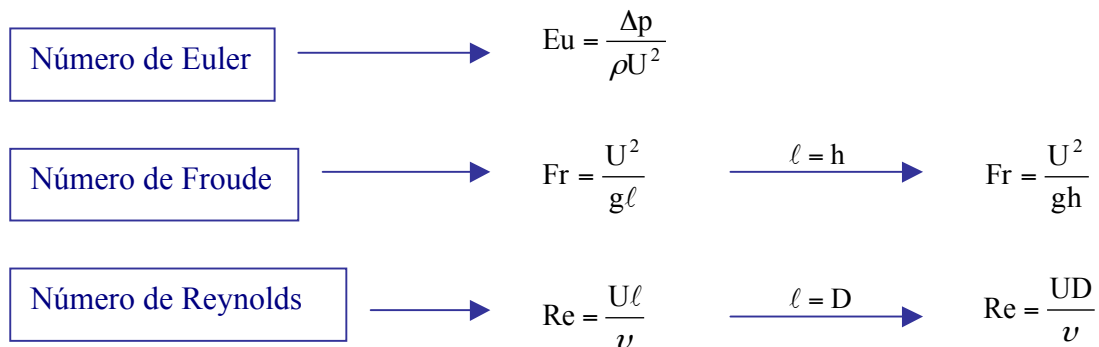 Número de Euler
Eu = Δp / ρU²
Número de Froude
Fr = U² / gℓ
ℓ = h
Fr = U² / gh
Número de Reynolds
Re = Uℓ / υ
ℓ = D
Re = UD / υ